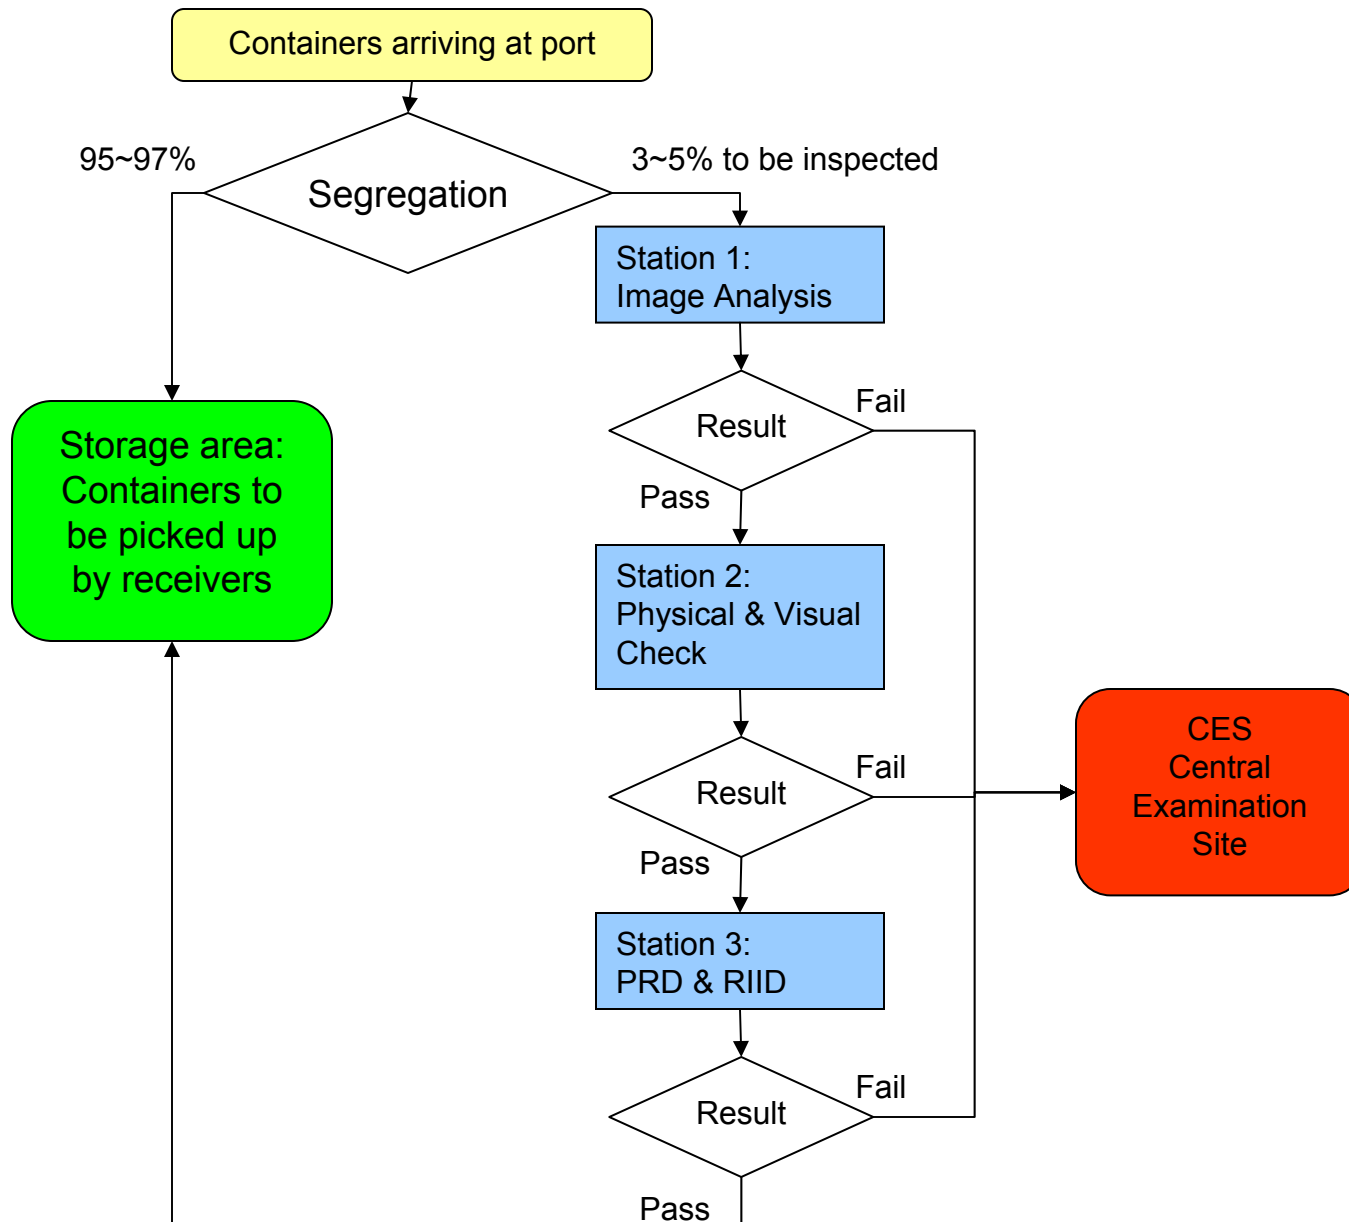 Containers arriving at port
95~97%
3~5% to be inspected
Segregation
Station 1:
Image Analysis
Result
Fail
Pass
Storage area:
Containers to
be picked up
by receivers
Station 2:
Physical & Visual
Check
Result
Fail
Pass
CES
Central
Examination
Site
Station 3:
PRD & RIID
Result
Fail
Pass